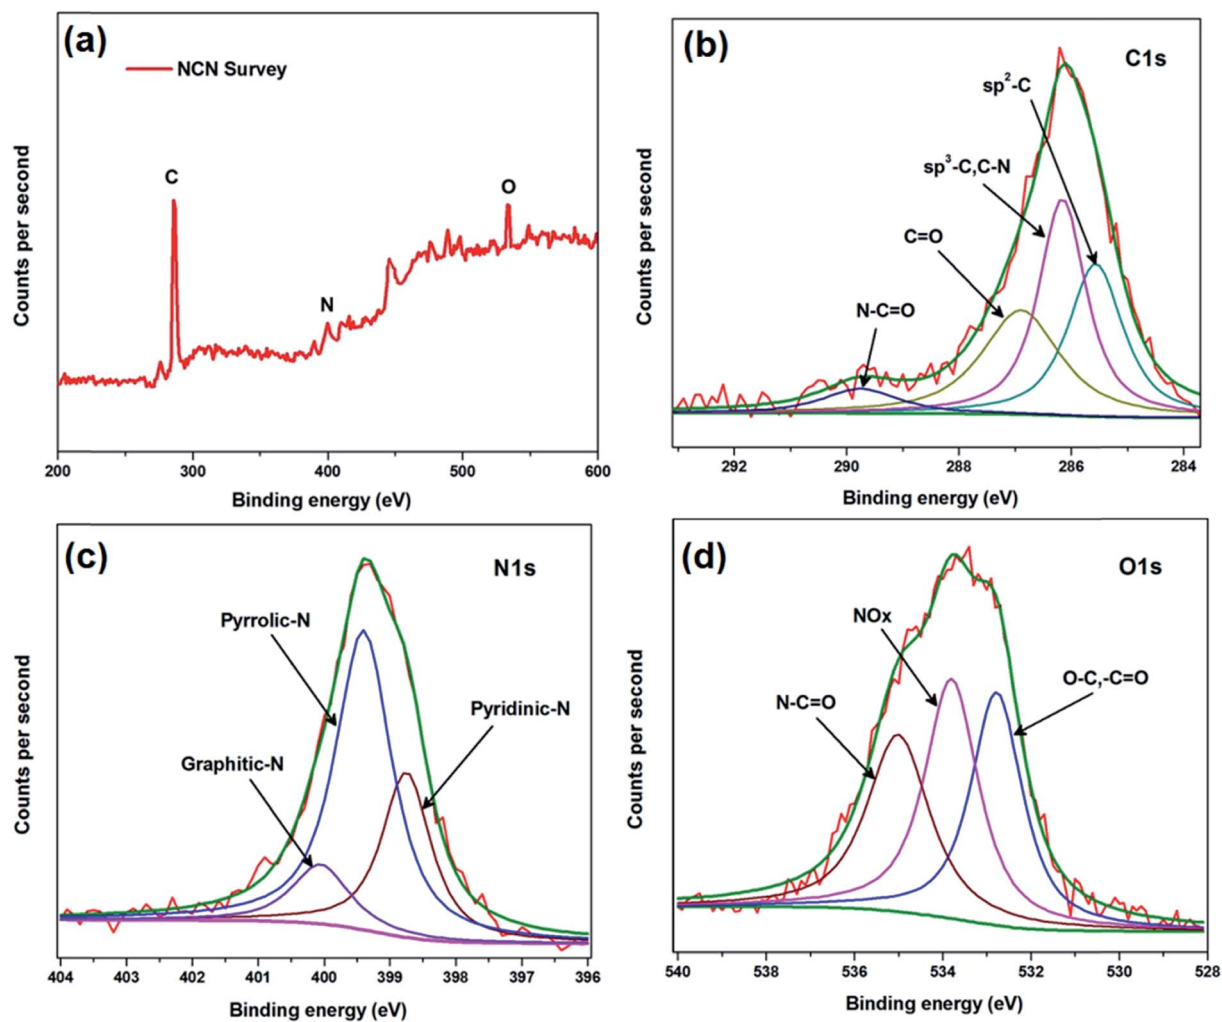 (a)
NCN Survey
C
N
O
Counts per second
200 300 400 500 600
Binding energy (eV)
(b)
C1s
sp²-C
sp³-C,C-N
C=O
N-C=O
Counts per second
292 290 288 286 284
Binding energy (eV)
(c)
N1s
Pyrrolic-N
Pyridinic-N
Graphitic-N
Counts per second
404 403 402 401 400 399 398 397 396
Binding energy (eV)
(d)
O1s
NOx
O-C,-C=O
N-C=O
Counts per second
540 538 536 534 532 530 528
Binding energy (eV)